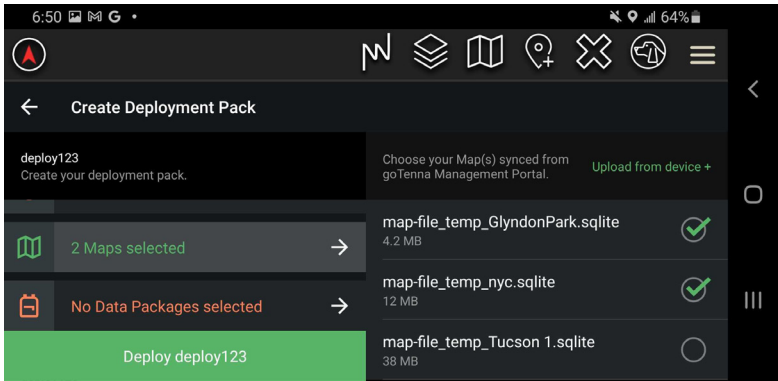 6:50
64%
Create Deployment Pack
deploy123
Create your deployment pack.
Choose your Map(s) synced from
goTenna Management Portal.
Upload from device +
2 Maps selected
No Data Packages selected
Deploy deploy123
map-file_temp_GlyndonPark.sqlite
4.2 MB
map-file_temp_nyc.sqlite
12 MB
map-file_temp_Tucson 1.sqlite
38 MB